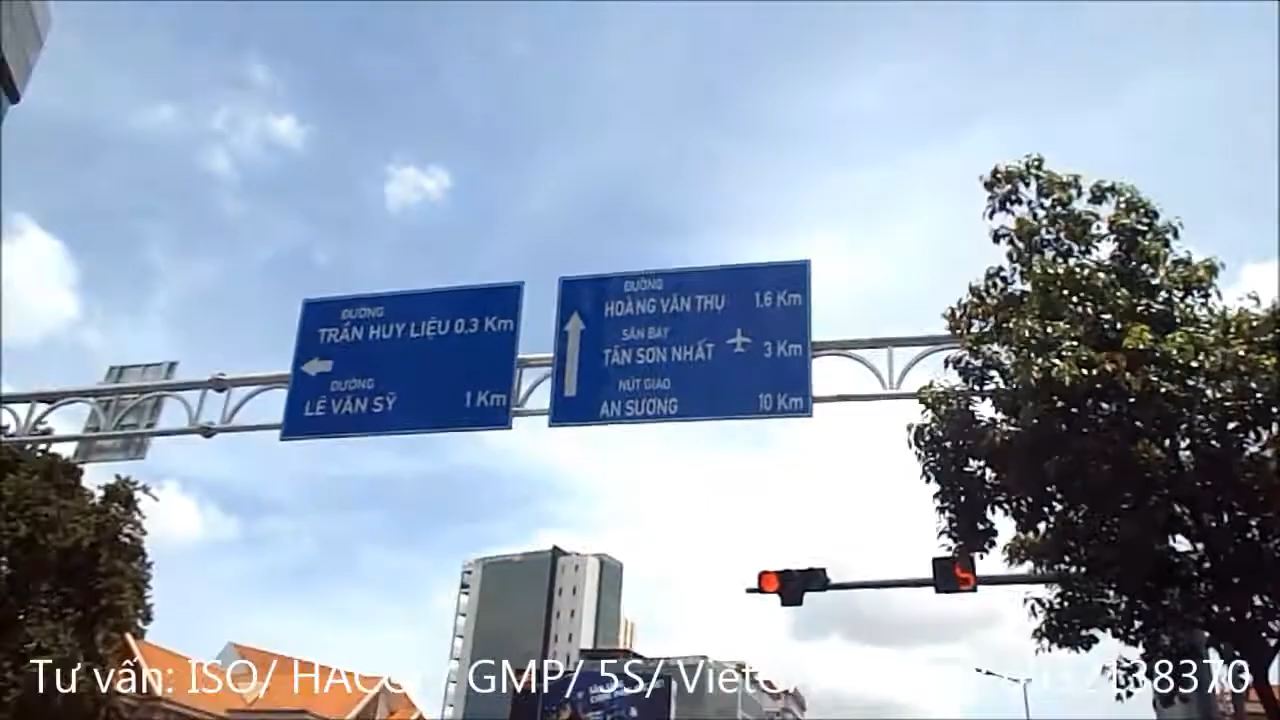 ĐƯỜNG
TRẦN HUY LIỆU 0,3 Km
ĐƯỜNG
LÊ VĂN SỸ 1 Km
ĐƯỜNG
HOÀNG VĂN THỤ 1.6 Km
SÂN BAY
TÂN SƠN NHẤT 3 Km
NÚT GIAO
AN SƯƠNG 10 Km
5
Tư vấn: ISO/ GMP/ 5S/